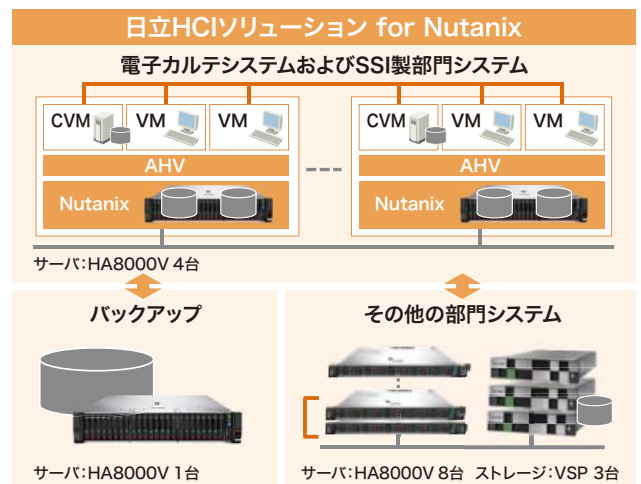 日立HCIソリューション for Nutanix
電子カルテシステムおよびSSI製部門システム
CVM VM VM CVM VM VM
AHV AHV
Nutanix Nutanix
サーバ:HA8000V 4台
バックアップ
サーバ:HA8000V 1台
その他の部門システム
サーバ:HA8000V 8台 ストレージ:VSP 3台